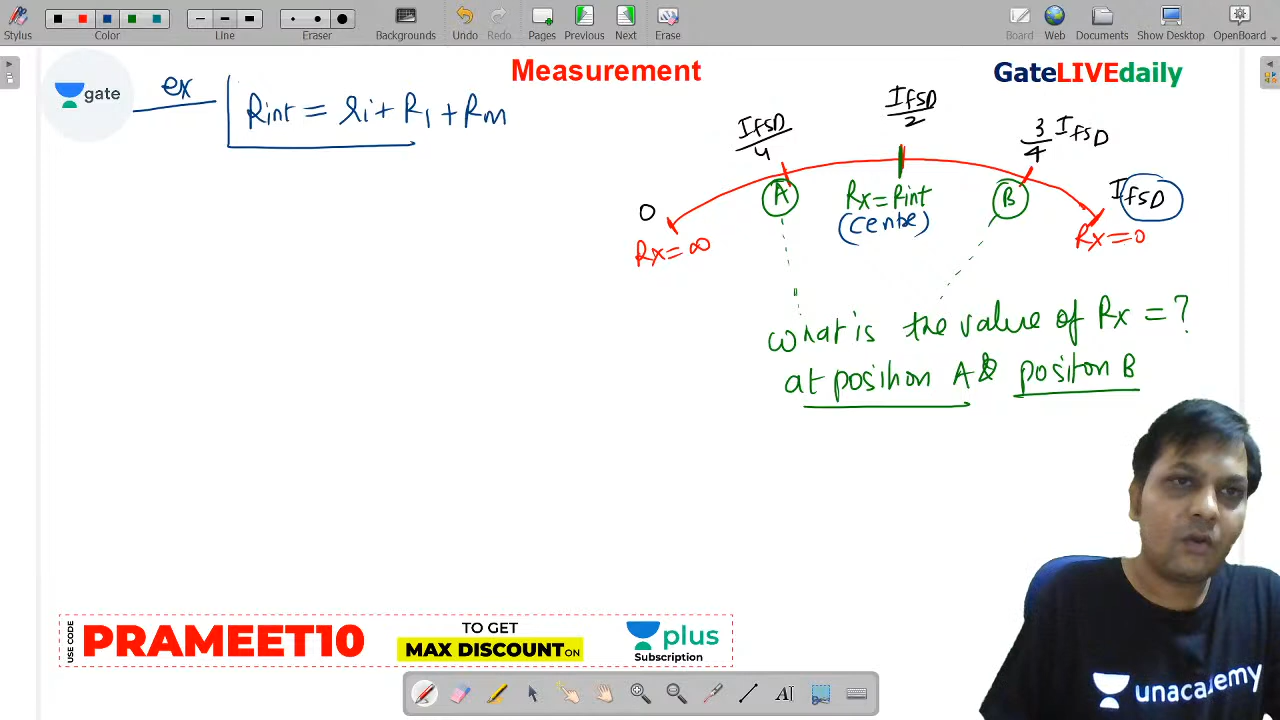 Stylus
Color
Line
Eraser
Backgrounds
Undo
Redo
Pages
Previous
Next
Erase
Board
Web
Documents
Show Desktop
OpenBoard
gate
ex
Rint = ri + R1 + Rm
Measurement
GateLIVEdaily
IfSD/4
IfSD/2
3/4 IfSD
IfSD
0
A
Rx = Rint
(Centre)
B
Rx = ∞
Rx = 0
what is the value of Rx = ?
at position A & position B
USE CODE
PRAMEET10
TO GET
MAX DISCOUNT ON
plus
Subscription
unacademy